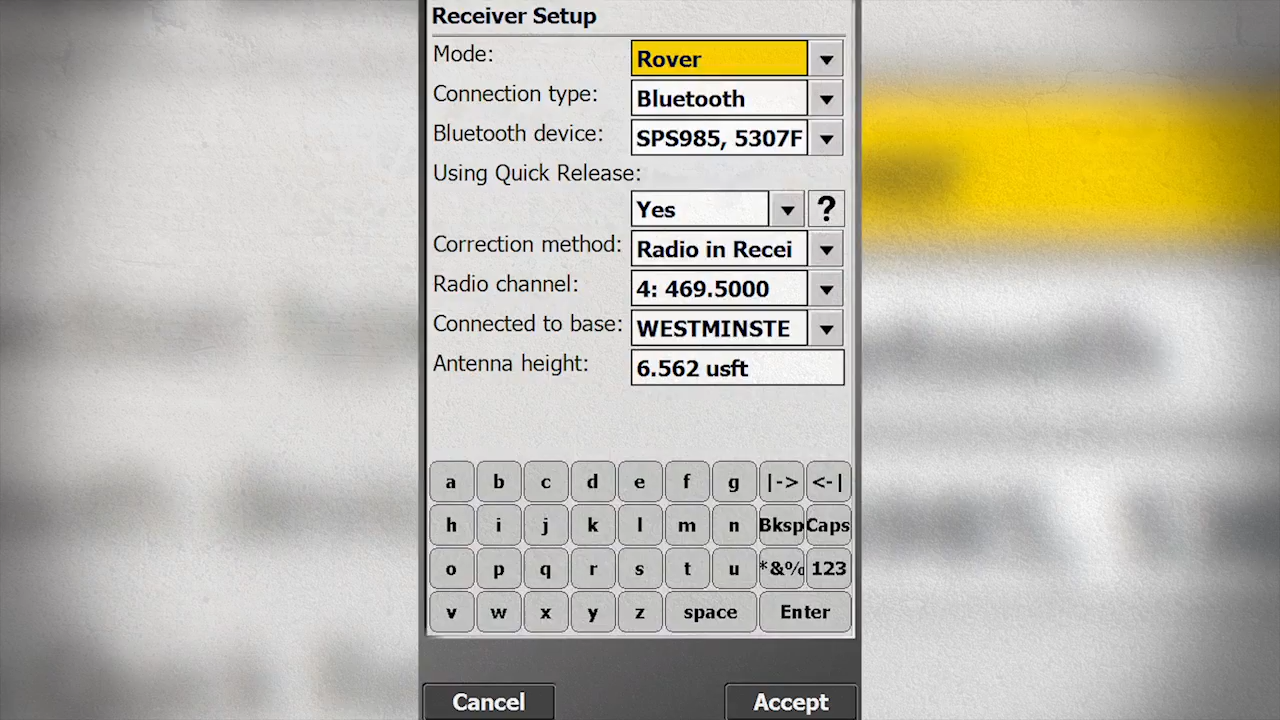 Receiver Setup
Mode: Rover
Connection type: Bluetooth
Bluetooth device: SPS985, 5307F
Using Quick Release:
Yes ?
Correction method: Radio in Recei
Radio channel: 4: 469.5000
Connected to base: WESTMINSTE
Antenna height: 6.562 usft
a b c d e f g |-> <-|
h i j k l m n Bksp Caps
o p q r s t u *&% 123
v w x y z space Enter
Cancel Accept